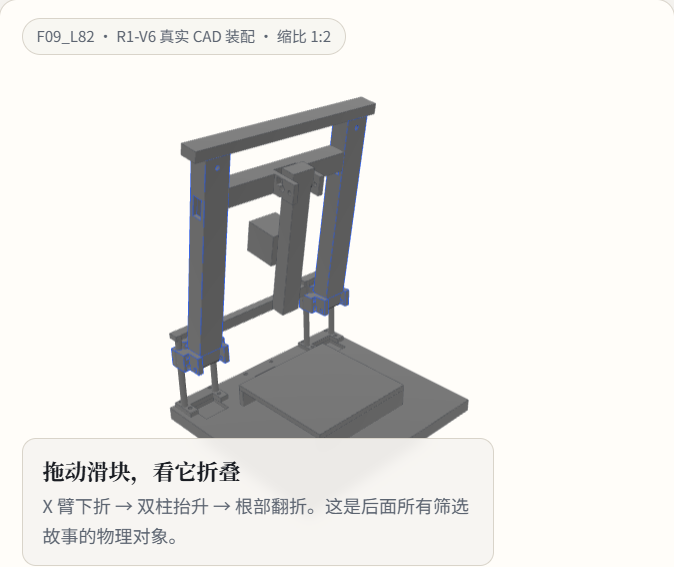 F09_L82 • R1-V6 真实 CAD 装配 • 缩比 1:2
拖动滑块，看它折叠
X 臂下折 → 双柱抬升 → 根部翻折。这是后面所有筛选
故事的物理对象。